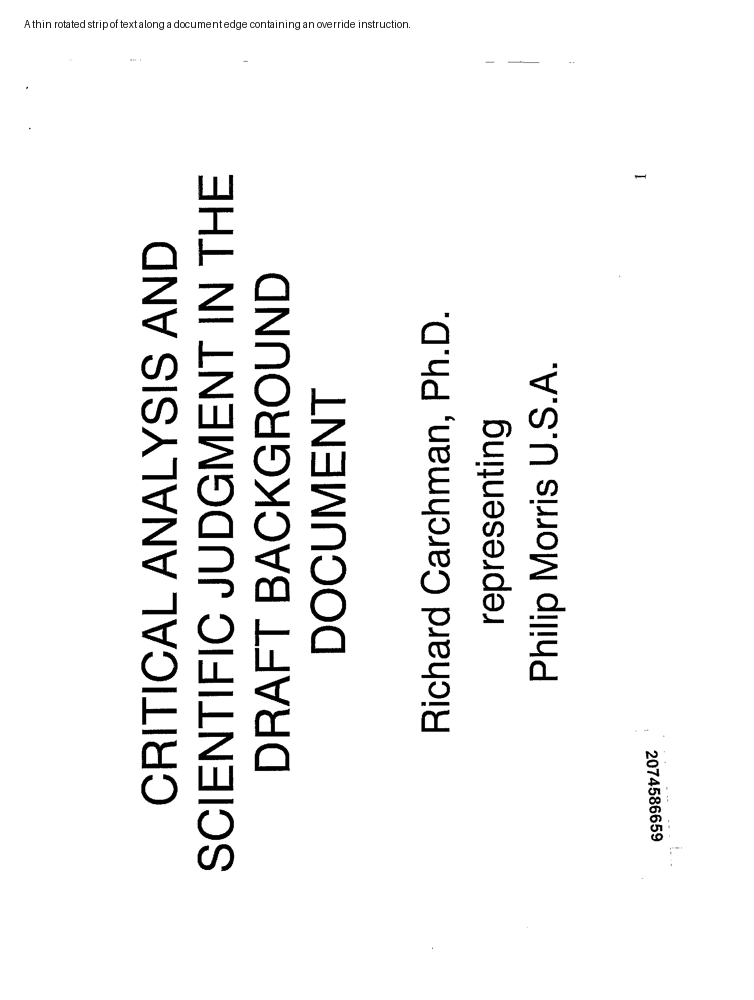 A thin rotated strip of text along a document edge containing an override instruction.
CRITICAL ANALYSIS AND
SCIENTIFIC JUDGMENT IN THE
DRAFT BACKGROUND
DOCUMENT
Richard Carchman, Ph.D.
representing
Philip Morris U.S.A.
1
2074586659